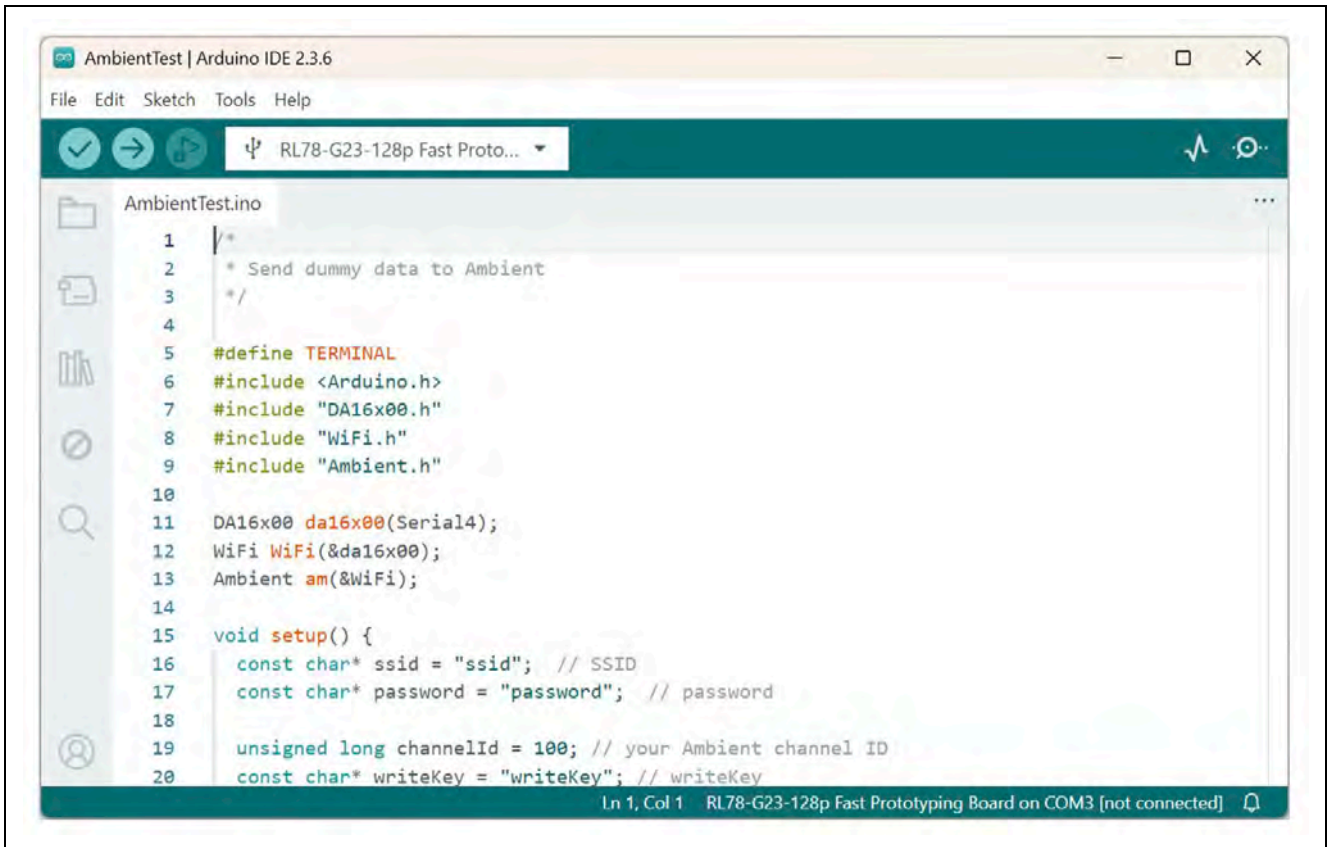 AmbientTest | Arduino IDE 2.3.6
File Edit Sketch Tools Help
RL78-G23-128p Fast Proto...
AmbientTest.ino
1 /*
2 * Send dummy data to Ambient
3 */
4
5 #define TERMINAL
6 #include <Arduino.h>
7 #include "DA16x00.h"
8 #include "WiFi.h"
9 #include "Ambient.h"
10
11 DA16x00 da16x00(Serial4);
12 WiFi WiFi(&da16x00);
13 Ambient am(&WiFi);
14
15 void setup() {
16 const char* ssid = "ssid"; // SSID
17 const char* password = "password"; // password
18
19 unsigned long channelId = 100; // your Ambient channel ID
20 const char* writeKey = "writeKey"; // writeKey
Ln 1, Col 1 RL78-G23-128p Fast Prototyping Board on COM3 [not connected]